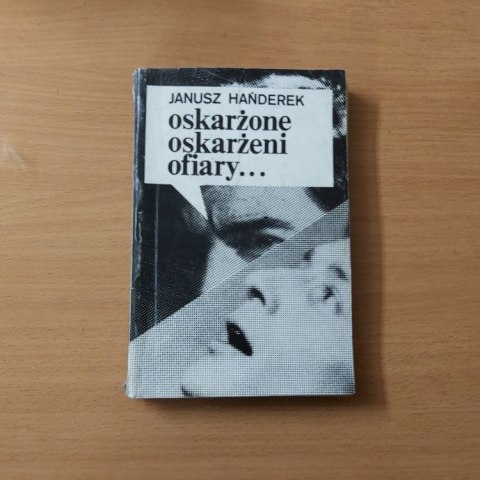 JANUSZ HAŃDEREK
oskarżone
oskarżeni
ofiary...